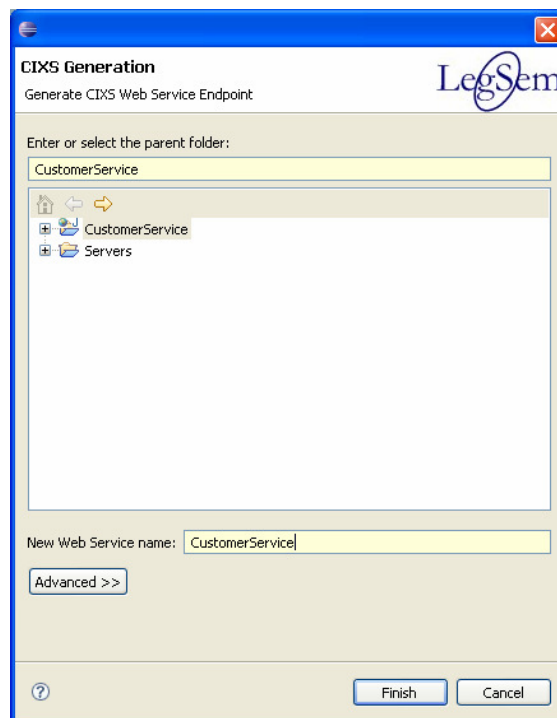 CIXS Generation
LegSem
Generate CIXS Web Service Endpoint
Enter or select the parent folder:
CustomerService
CustomerService
Servers
New Web Service name: CustomerService
Advanced >>
Finish Cancel